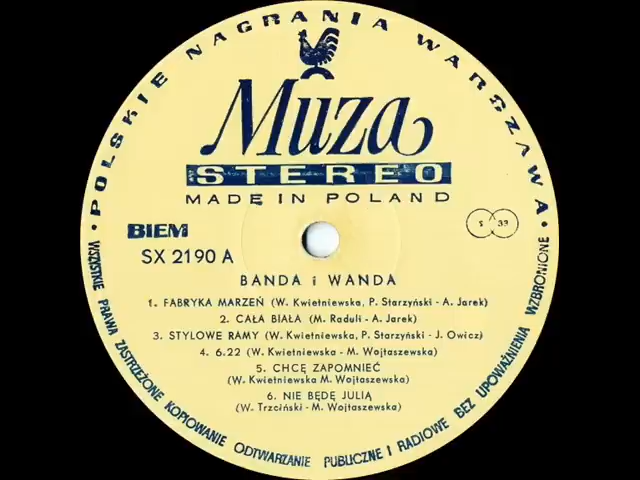 POLSKIE NAGRANIA WARSZAWA
Muza
STEREO
MADE IN POLAND
BIEM
SX 2190 A
S 33
BANDA i WANDA
1. FABRYKA MARZEŃ (W. Kwietniewska, P. Starzyński - A. Jarek)
2. CAŁA BIAŁA (M. Raduli - A. Jarek)
3. STYLOWE RAMY (W. Kwietniewska, P. Starzyński - J. Owicz)
4. 6.22 (W. Kwietniewska - M. Wojtaszewska)
5. CHCĘ ZAPOMNIEĆ
(W. Kwietniewska M. Wojtaszewska)
6. NIE BĘDĘ JULIĄ
(W. Trzciński - M. Wojtaszewska)
WSZYSTKIE PRAWA ZASTRZEŻONE KOPIOWANIE ODTWARZANIE PUBLICZNE I RADIOWE BEZ UPOWAŻNIENIA WZBRONIONE